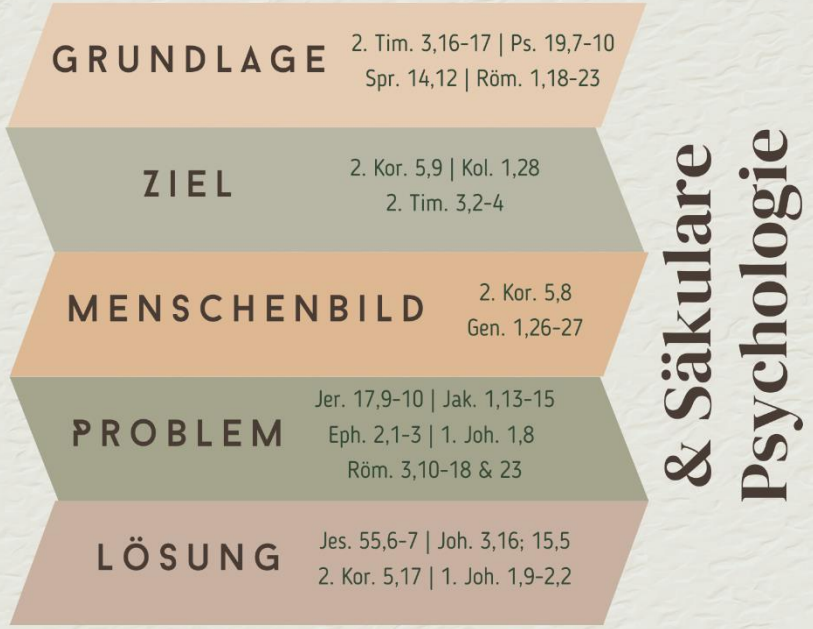 GRUNDLAGE
2. Tim. 3,16-17 | Ps. 19,7-10
Spr. 14,12 | Röm. 1,18-23
ZIEL
2. Kor. 5,9 | Kol. 1,28
2. Tim. 3,2-4
MENSCHENBILD
2. Kor. 5,8
Gen. 1,26-27
PROBLEM
Jer. 17,9-10 | Jak. 1,13-15
Eph. 2,1-3 | 1. Joh. 1,8
Röm. 3,10-18 & 23
LÖSUNG
Jes. 55,6-7 | Joh. 3,16; 15,5
2. Kor. 5,17 | 1. Joh. 1,9-2,2
& Säkulare
Psychologie